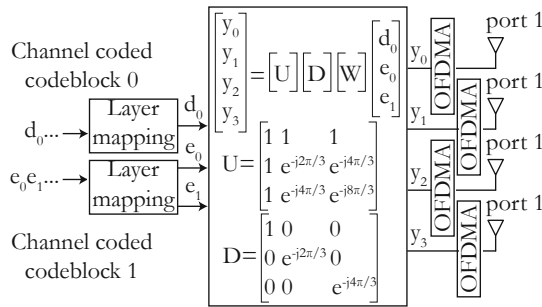 Channel coded
codeblock 0
d₀...
Layer
mapping
d₀
e₀e₁...
Layer
mapping
e₀
e₁
Channel coded
codeblock 1
[y₀ y₁ y₂ y₃] = [U] [D] [W] [d₀ e₀ e₁]
U= [1 1 1
1 e^{-j2π/3} e^{-j4π/3}
1 e^{-j4π/3} e^{-j8π/3}]
D= [1 0 0
0 e^{-j2π/3} 0
0 0 e^{-j4π/3}]
y₀
OFDMA
port 1
y₁
OFDMA
port 1
y₂
OFDMA
port 1
y₃
OFDMA
port 1